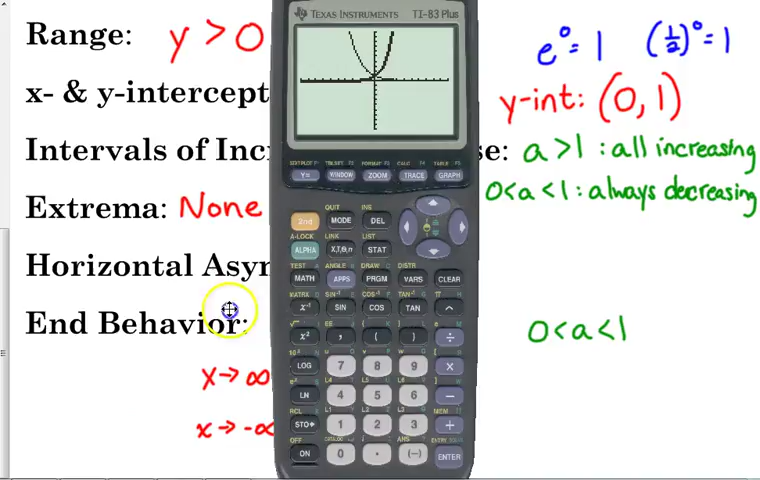 TEXAS INSTRUMENTS TI-83 Plus
Range: y > 0
e⁰ = 1 (½)⁰ = 1
x- & y-intercept
y-int: (0, 1)
Intervals of Incr se: a > 1 : all increasing
0 < a < 1 : always decreasing
Extrema: None
Horizontal Asym
End Behavior:
0 < a < 1
x → ∞
x → -∞
STAT PLOT F1 TBLSET F2 FORMAT F3 CALC F4 TABLE F5
Y= WINDOW ZOOM TRACE GRAPH
QUIT INS
2nd MODE DEL
A-LOCK LINK LIST
ALPHA X,T,θ,n STAT
TEST A ANGLE B DRAW C DISTR
MATH APPS PRGM VARS CLEAR
MATRX D SIN⁻¹ E COS⁻¹ F TAN⁻¹ G π H
x⁻¹ SIN COS TAN ^
√ I EE J { K } L e M
x² , ( ) ÷
10ˣ N u O v P w Q [ R
LOG 7 8 9 ×
eˣ S L4 T L5 U L6 V ] W
LN 4 5 6 −
RCL X L1 Y L2 Z L3 θ MEM "
STO▸ 1 2 3 +
OFF CATALOG i : ANS ? ENTRY SOLVE
ON 0 . (−) ENTER